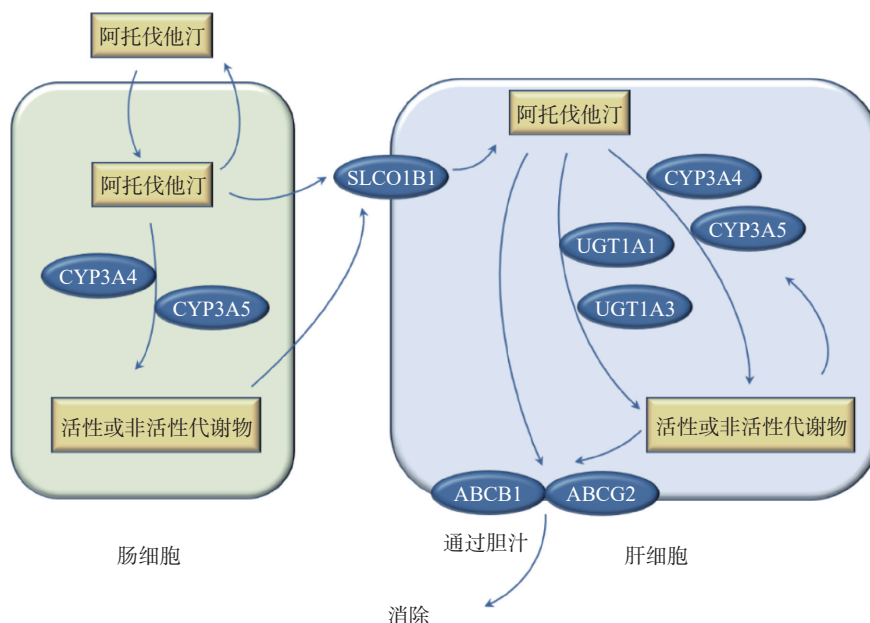 阿托伐他汀
阿托伐他汀
CYP3A4
CYP3A5
活性或非活性代谢物
肠细胞
SLCO1B1
阿托伐他汀
CYP3A4
CYP3A5
UGT1A1
UGT1A3
活性或非活性代谢物
ABCB1
ABCG2
通过胆汁
肝细胞
消除